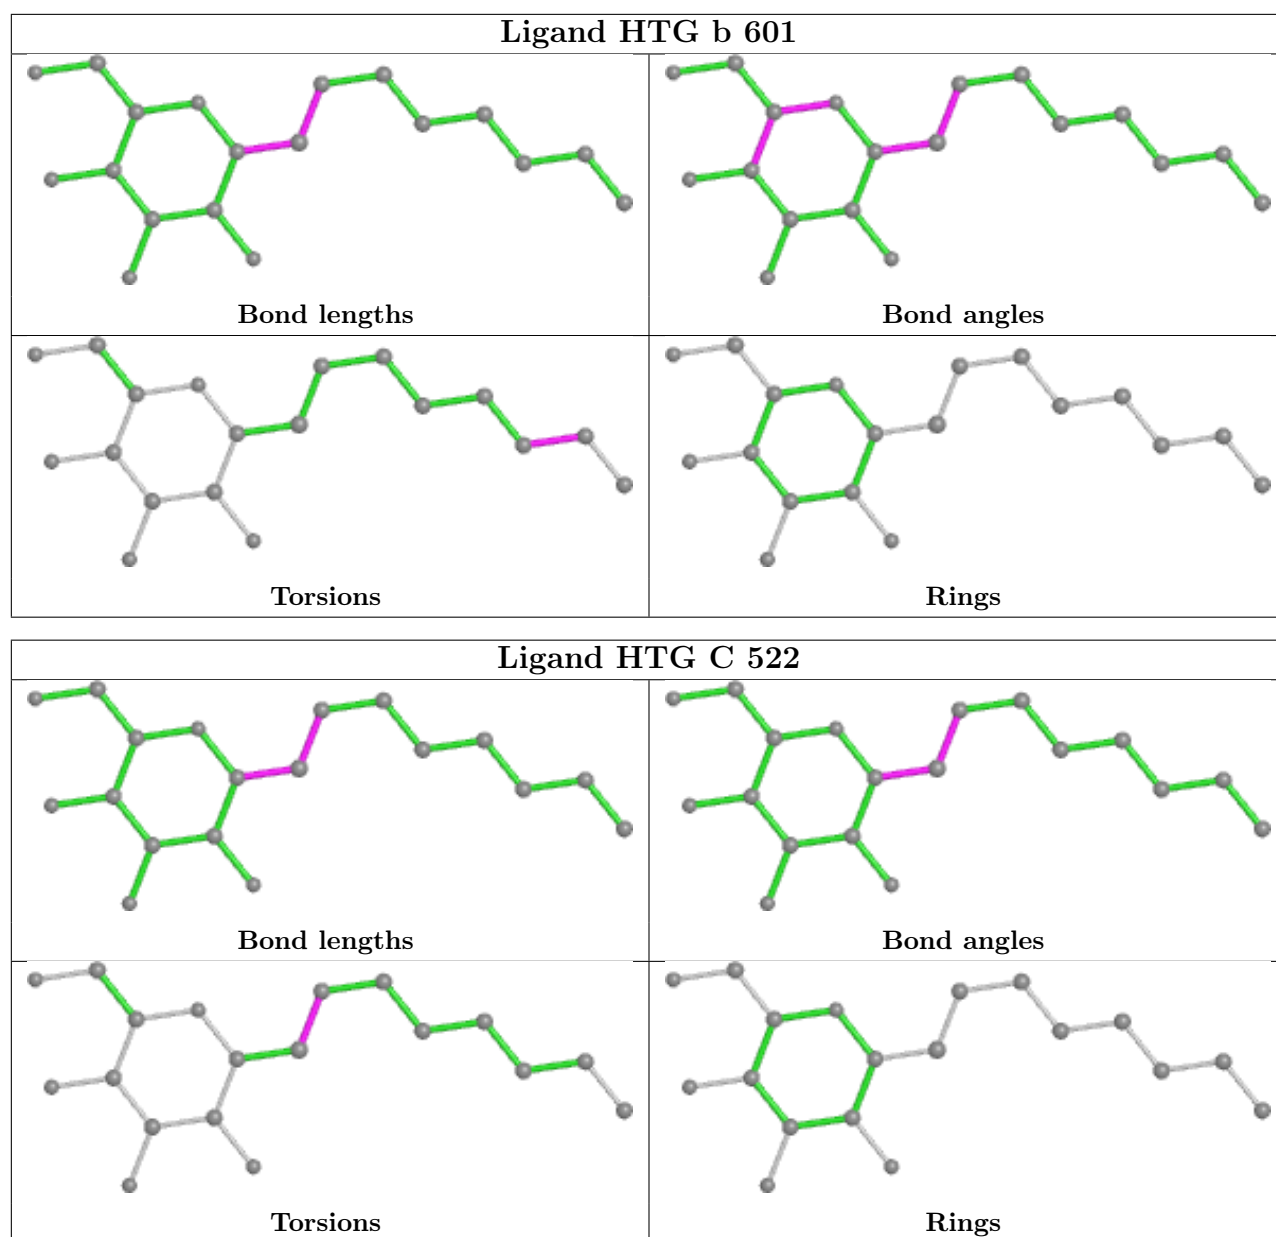 Ligand HTG b 601
Bond lengths
Bond angles
Torsions
Rings
Ligand HTG C 522
Bond lengths
Bond angles
Torsions
Rings